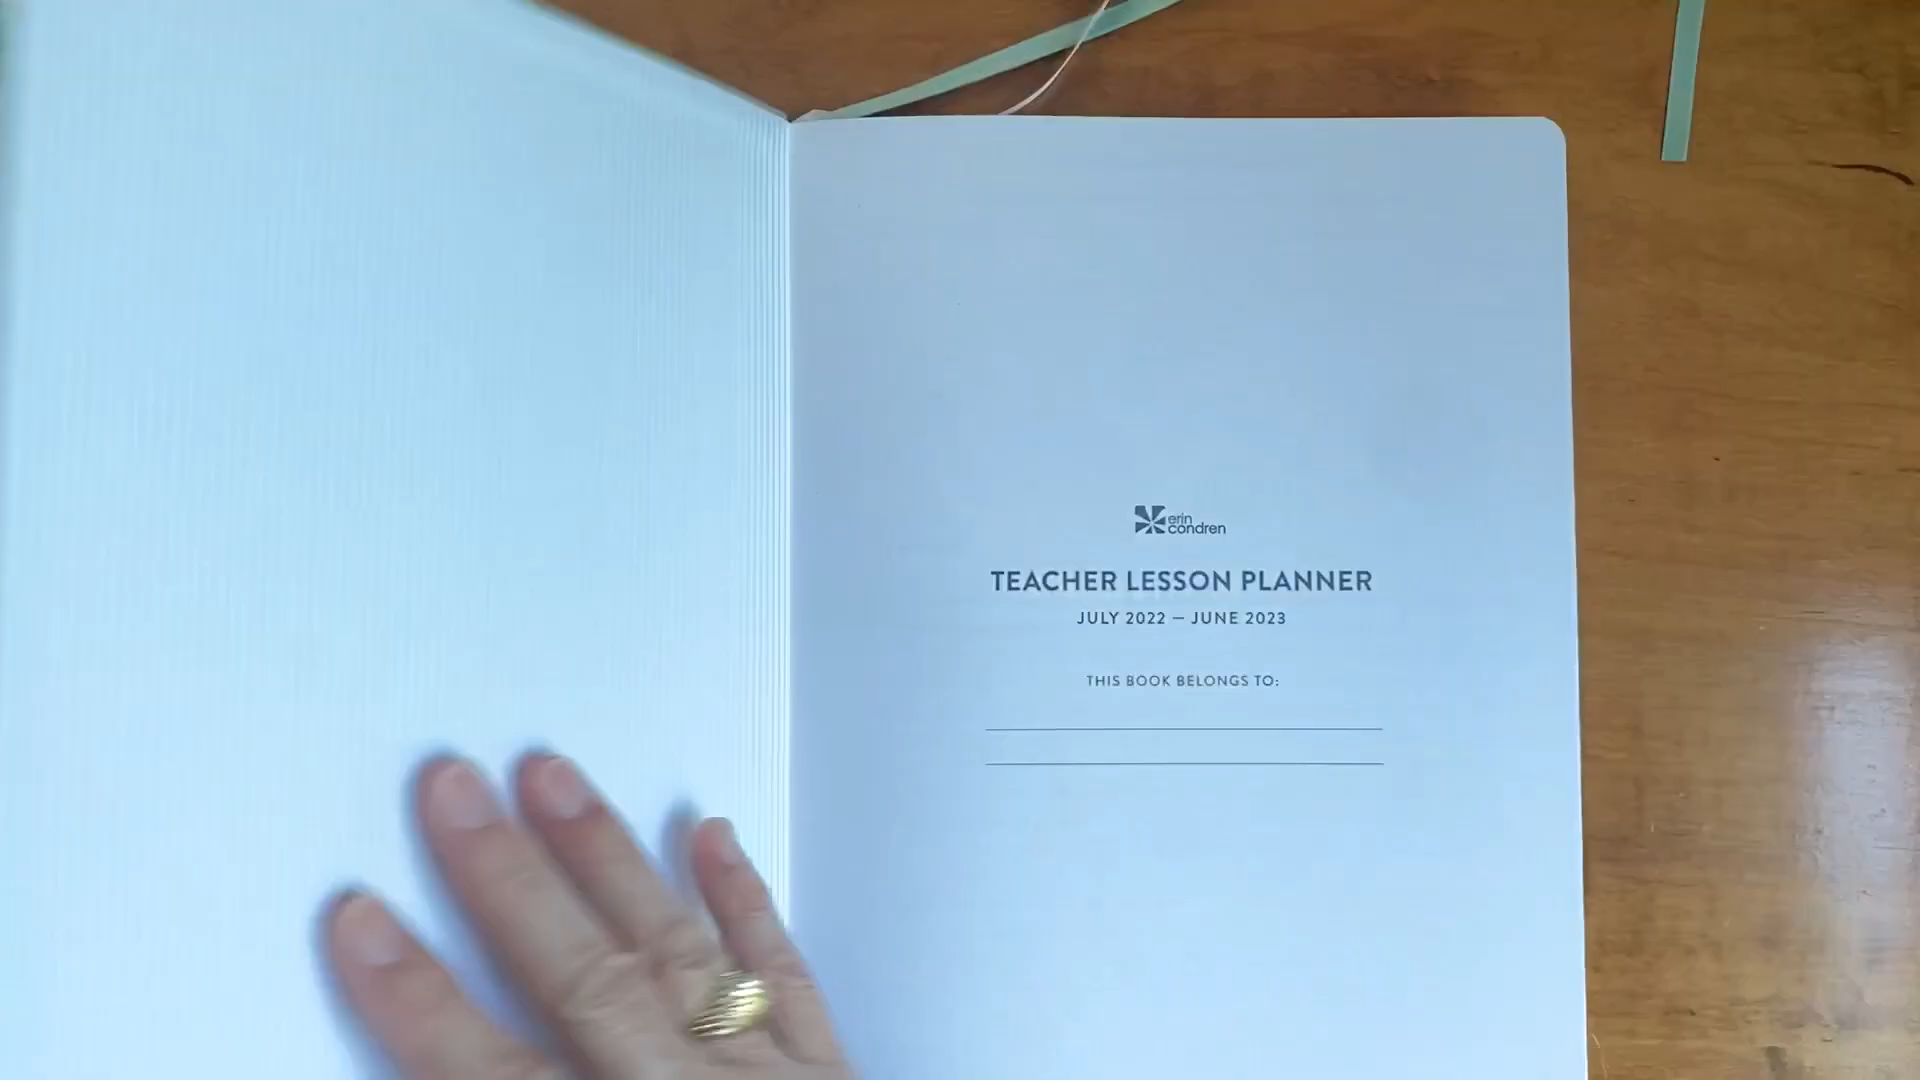 erin
condren
TEACHER LESSON PLANNER
JULY 2022 — JUNE 2023
THIS BOOK BELONGS TO: